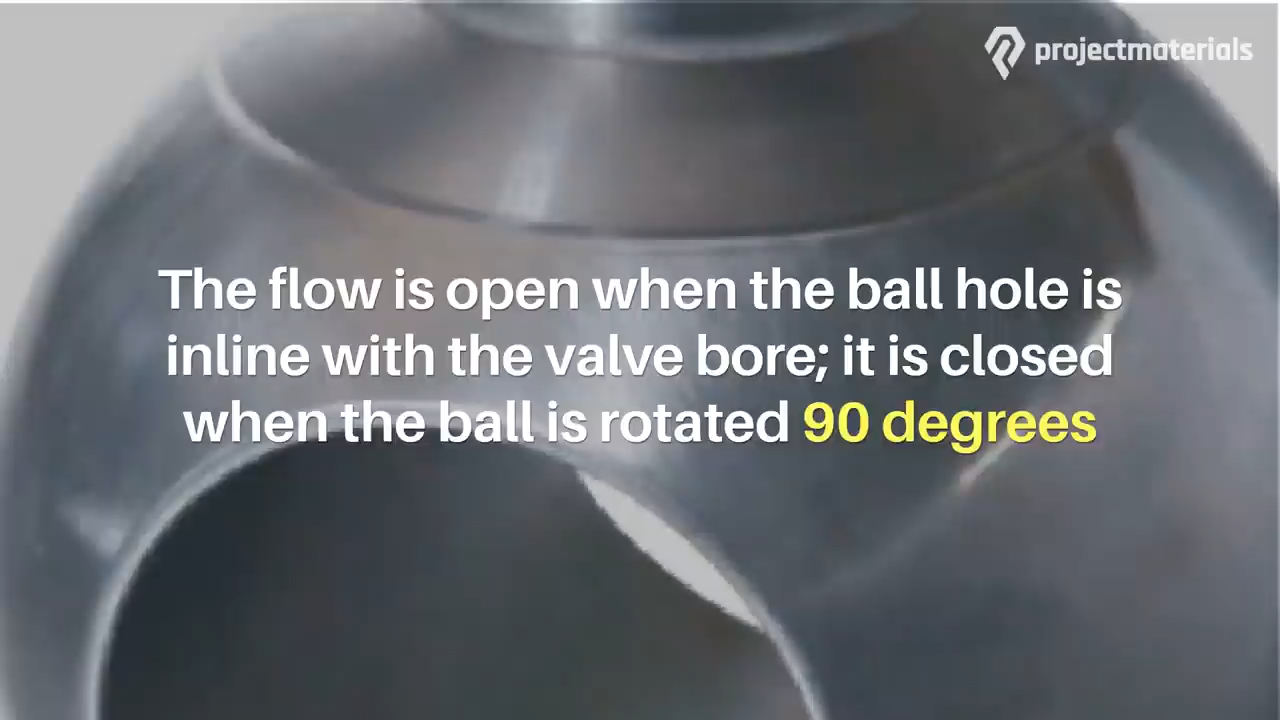 projectmaterials
The flow is open when the ball hole is
inline with the valve bore; it is closed
when the ball is rotated 90 degrees